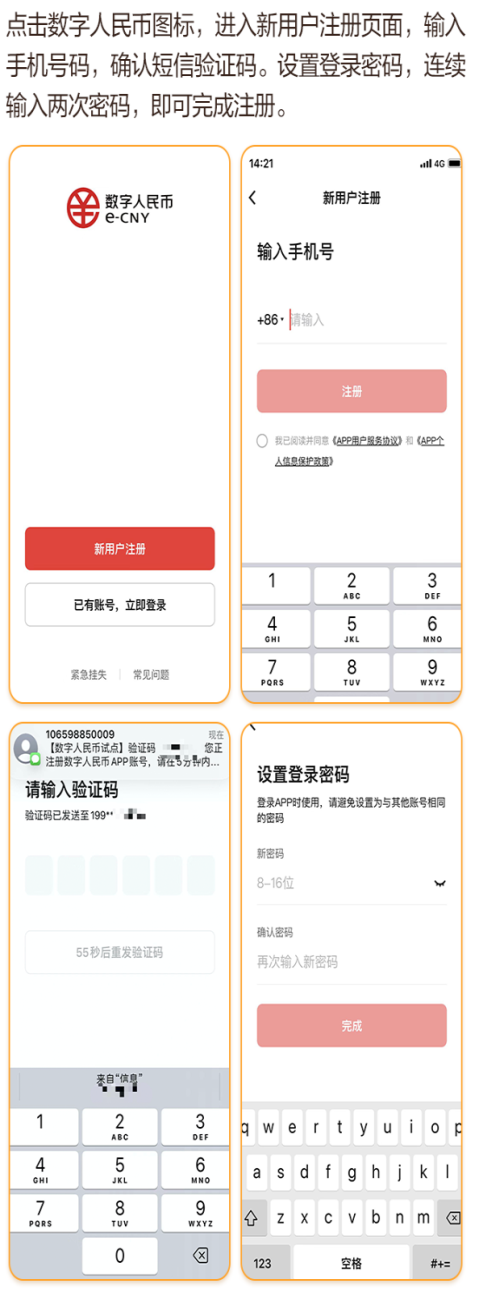 点击数字人民币图标，进入新用户注册页面，输入
手机号码，确认短信验证码。设置登录密码，连续
输入两次密码，即可完成注册。
数字人民币
e-CNY
新用户注册
已有账号，立即登录
紧急挂失
常见问题
14:21
4G
新用户注册
输入手机号
+86
请输入
注册
我已阅读并同意《APP用户服务协议》和《APP个
人信息保护政策》
1 2 3
ABC DEF
4 5 6
GHI JKL MNO
7 8 9
PQRS TUV WXYZ
106598850009 现在
【数字人民币试点】验证码 您正
注册数字人民币APP账号，请在5分钟内...
请输入验证码
验证码已发送至 199**
55秒后重发验证码
来自“信息”
1 2 3
ABC DEF
4 5 6
GHI JKL MNO
7 8 9
PQRS TUV WXYZ
0
设置登录密码
登录APP时使用，请避免设置为与其他账号相同
的密码
新密码
8-16位
确认密码
再次输入新密码
完成
q w e r t y u i o p
a s d f g h j k l
z x c v b n m
123 空格 #+=